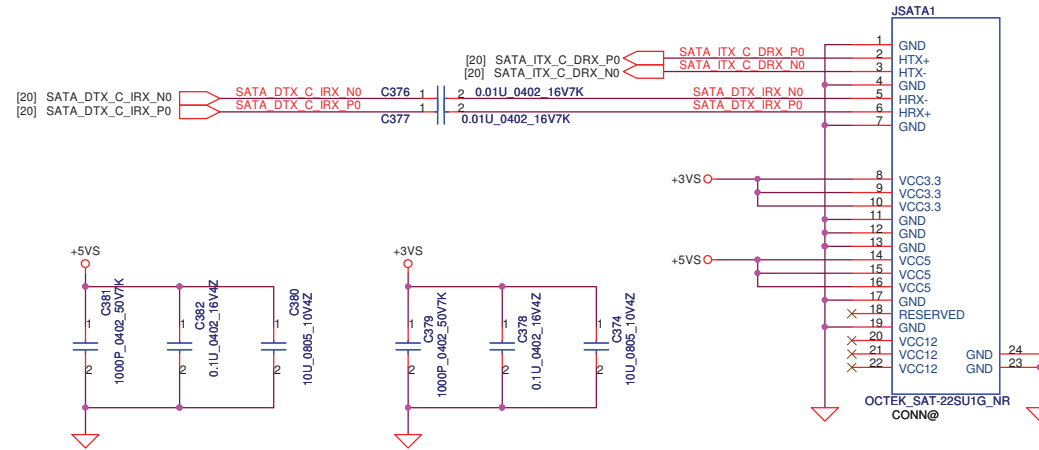 JSATA1
1 GND
[20] SATA_ITX_C_DRX_P0 SATA_ITX_C_DRX_P0 2 HTX+
[20] SATA_ITX_C_DRX_N0 SATA_ITX_C_DRX_N0 3 HTX-
4 GND
[20] SATA_DTX_C_IRX_N0 SATA_DTX_C_IRX_N0 C376 1 2 0.01U_0402_16V7K SATA_DTX_IRX_N0 5 HRX-
[20] SATA_DTX_C_IRX_P0 SATA_DTX_C_IRX_P0 C377 1 2 0.01U_0402_16V7K SATA_DTX_IRX_P0 6 HRX+
7 GND
+3VS 8 VCC3.3
9 VCC3.3
10 VCC3.3
11 GND
12 GND
13 GND
+5VS 14 VCC5
15 VCC5
16 VCC5
17 GND
18 RESERVED
19 GND
20 VCC12
21 VCC12 GND 24
22 VCC12 GND 23
OCTEK_SAT-22SU1G_NR
CONN@
+5VS
1 2 C381
1000P_0402_50V7K
1 2 C382
0.1U_0402_16V4Z
1 2 C380
10U_0805_10V4Z
+3VS
1 2 C379
1000P_0402_50V7K
1 2 C378
0.1U_0402_16V4Z
1 2 C374
10U_0805_10V4Z